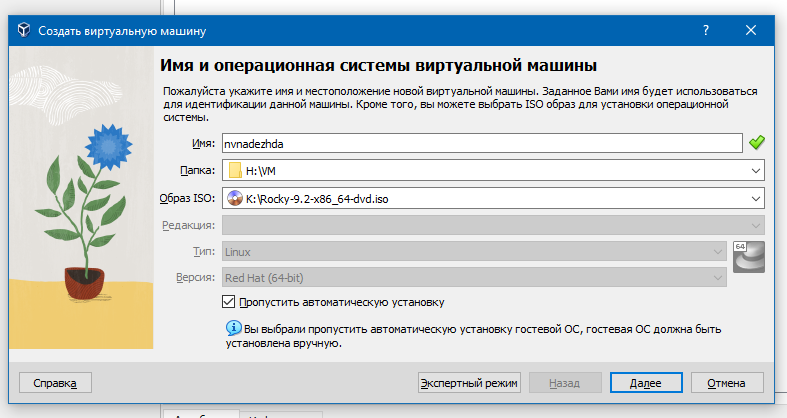 Создать виртуальную машину
Имя и операционная системы виртуальной машины
Пожалуйста укажите имя и местоположение новой виртуальной машины. Заданное Вами имя будет использоваться
для идентификации данной машины. Кроме того, вы можете выбрать ISO образ для установки операционной
системы.
Имя: nvnadezhda
Папка: H:\VM
Образ ISO: K:\Rocky-9.2-x86_64-dvd.iso
Редакция:
Тип: Linux
64
Версия: Red Hat (64-bit)
Пропустить автоматическую установку
Вы выбрали пропустить автоматическую установку гостевой ОС, гостевая ОС должна быть
установлена вручную.
Справка Экспертный режим Назад Далее Отмена